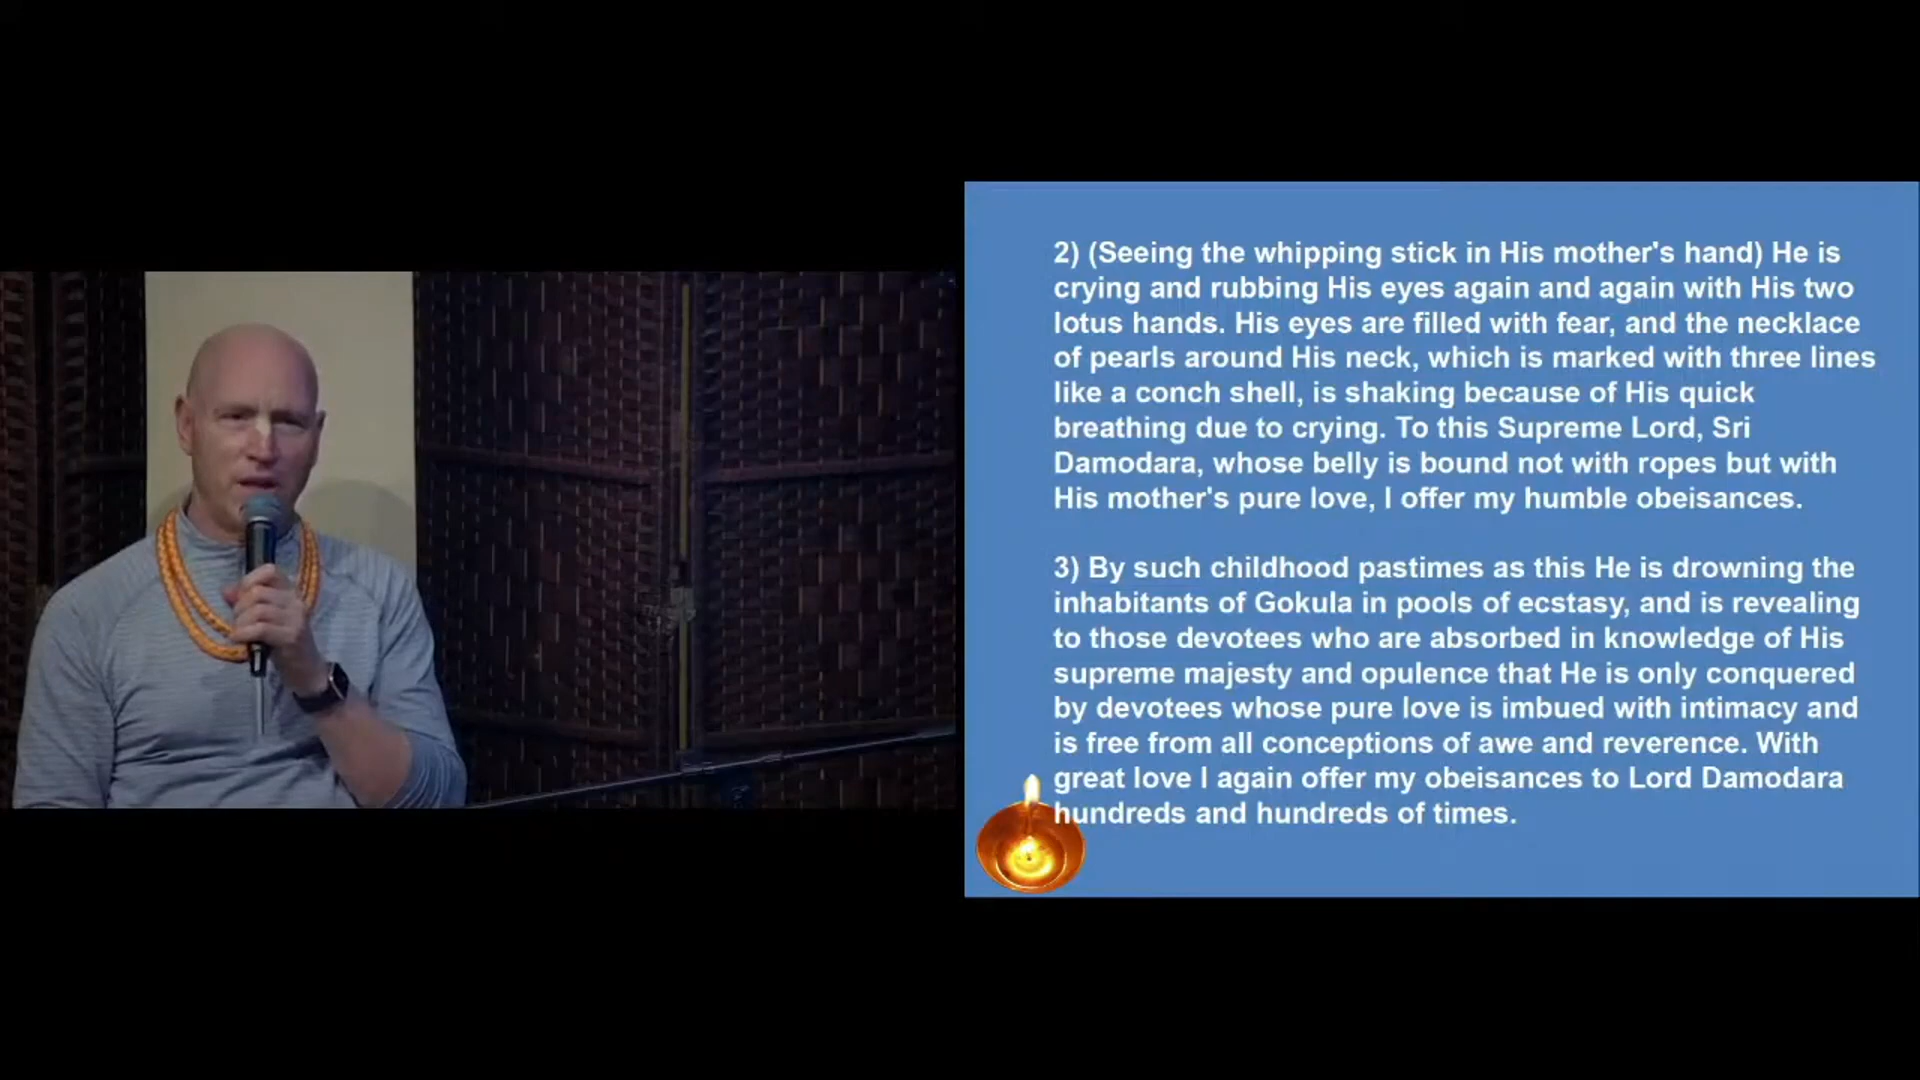 2) (Seeing the whipping stick in His mother's hand) He is
crying and rubbing His eyes again and again with His two
lotus hands. His eyes are filled with fear, and the necklace
of pearls around His neck, which is marked with three lines
like a conch shell, is shaking because of His quick
breathing due to crying. To this Supreme Lord, Sri
Damodara, whose belly is bound not with ropes but with
His mother's pure love, I offer my humble obeisances.
3) By such childhood pastimes as this He is drowning the
inhabitants of Gokula in pools of ecstasy, and is revealing
to those devotees who are absorbed in knowledge of His
supreme majesty and opulence that He is only conquered
by devotees whose pure love is imbued with intimacy and
is free from all conceptions of awe and reverence. With
great love I again offer my obeisances to Lord Damodara
hundreds and hundreds of times.